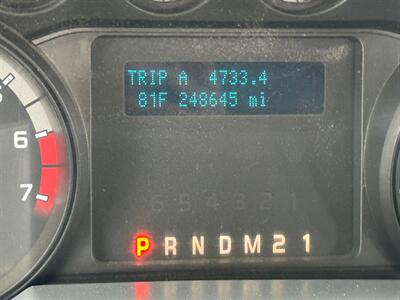 TRIP A 4733.4
81F 248645 mi
6
7
6 5 4 3 2 1
P R N D M 2 1